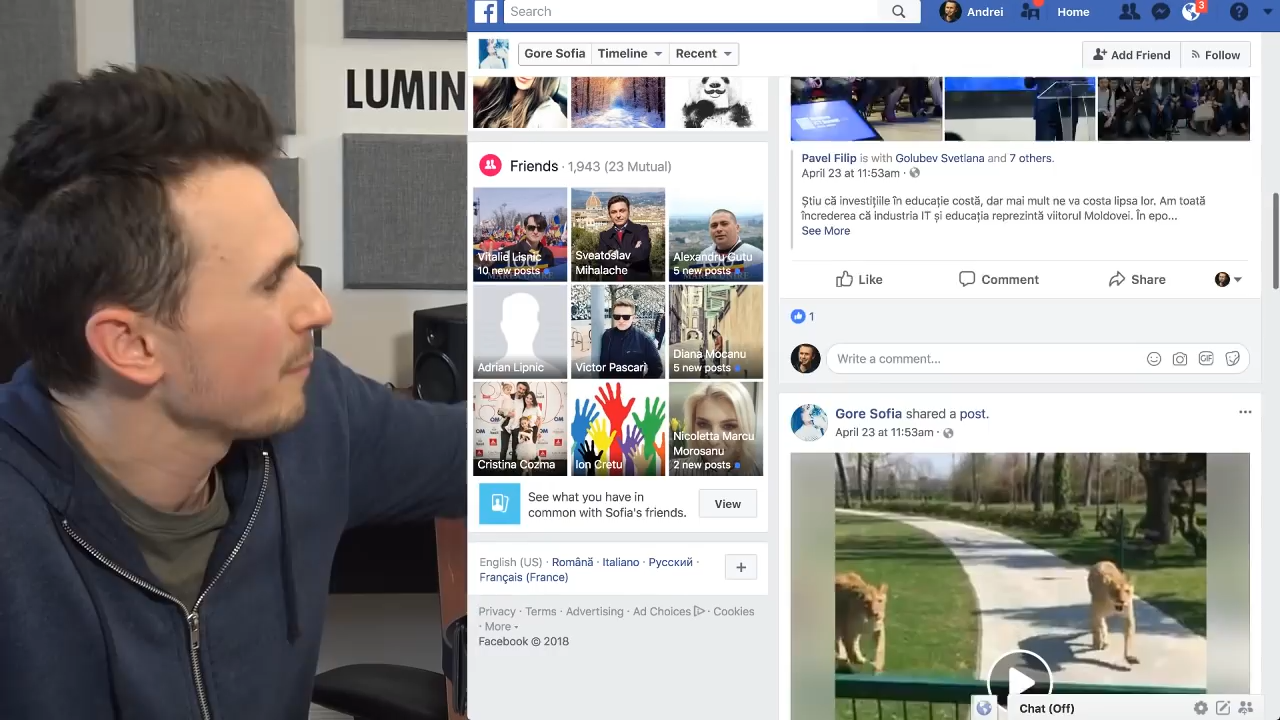 LUMIN
Search
Andrei
Home
3
Gore Sofia
Timeline
Recent
Add Friend
Follow
Friends · 1,943 (23 Mutual)
Vitalie Lisnic
10 new posts
Sveatoslav
Mihalache
Alexandru Gutu
5 new posts
Adrian Lipnic
Victor Pascari
Diana Mocanu
5 new posts
Cristina Cozma
Ion Cretu
Nicoletta Marcu
Morosanu
2 new posts
See what you have in
common with Sofia's friends.
View
English (US) · Română · Italiano · Русский ·
Français (France)
Privacy · Terms · Advertising · Ad Choices · Cookies
· More
Facebook © 2018
Pavel Filip is with Golubev Svetlana and 7 others.
April 23 at 11:53am ·
Știu că investițiile în educație costă, dar mai mult ne va costa lipsa lor. Am toată
încrederea că industria IT și educația reprezintă viitorul Moldovei. În epo...
See More
Like
Comment
Share
1
Write a comment...
GIF
Gore Sofia shared a post.
April 23 at 11:53am ·
Chat (Off)